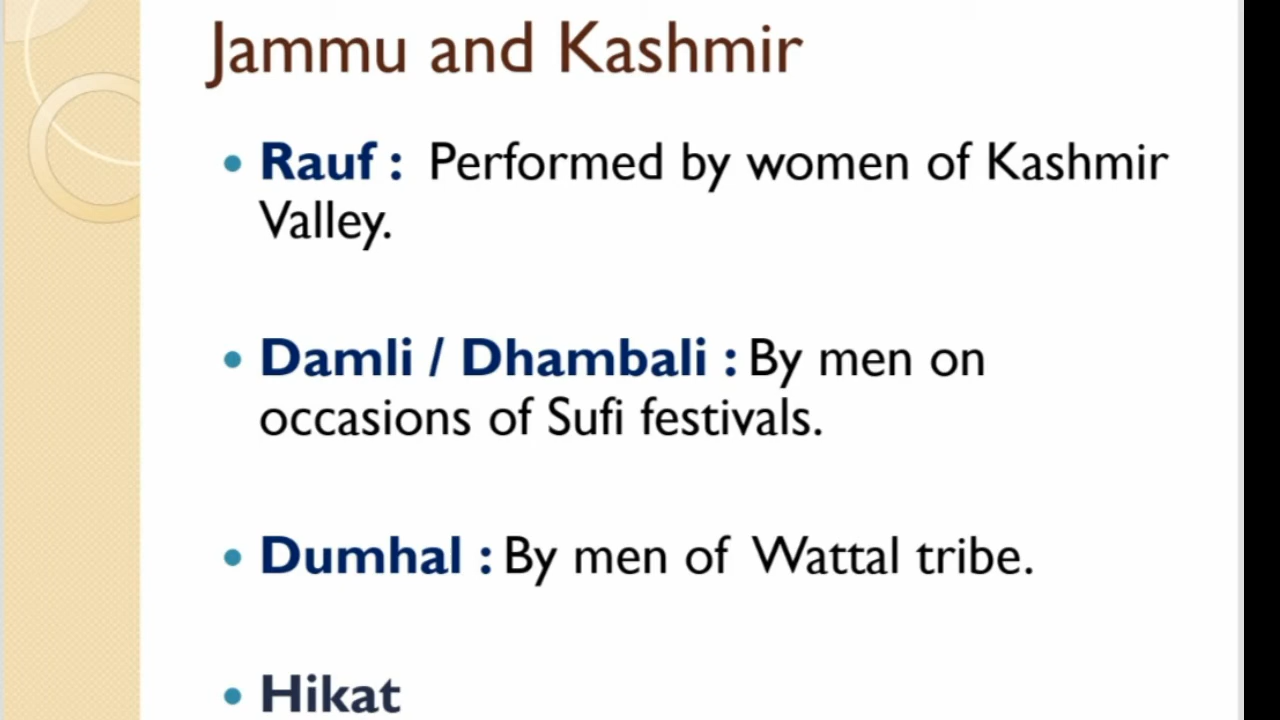 Jammu and Kashmir
• Rauf : Performed by women of Kashmir
Valley.
• Damli / Dhambali : By men on
occasions of Sufi festivals.
• Dumhal : By men of Wattal tribe.
• Hikat